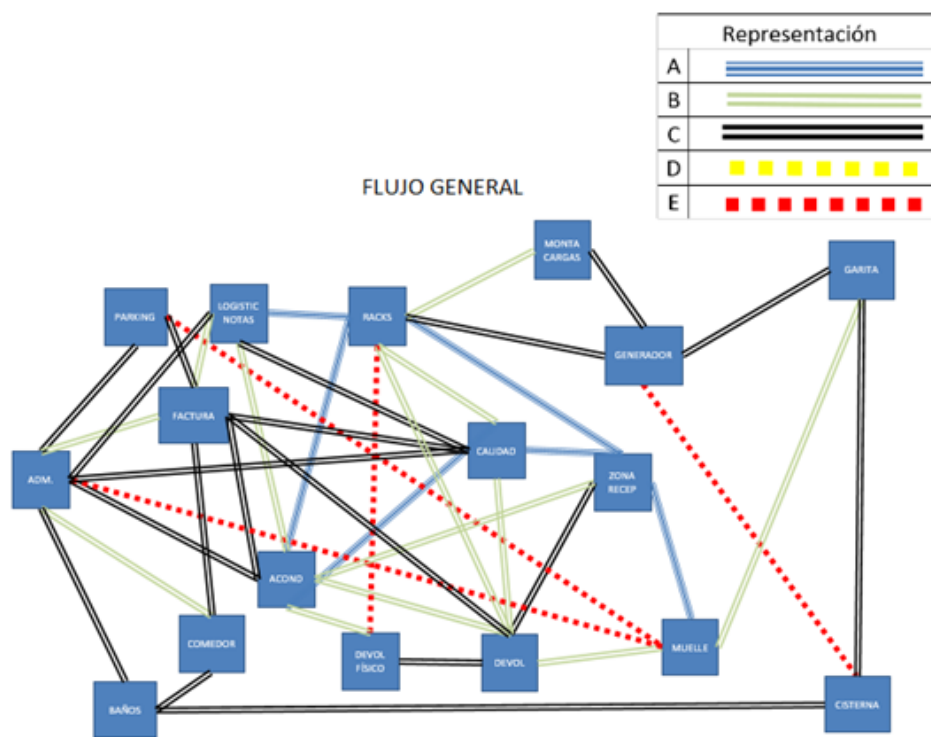 Representación
A
B
C
D
E
FLUJO GENERAL
MONTA
CARGAS
GARITA
PARKING
LOGISTIC
NOTAS
RACKS
GENERADOR
FACTURA
CALIDAD
ADM.
ZONA
RECEP
ACOND
COMEDOR
DEVOL
FÍSICO
DEVOL
MUELLE
BAÑOS
CISTERNA